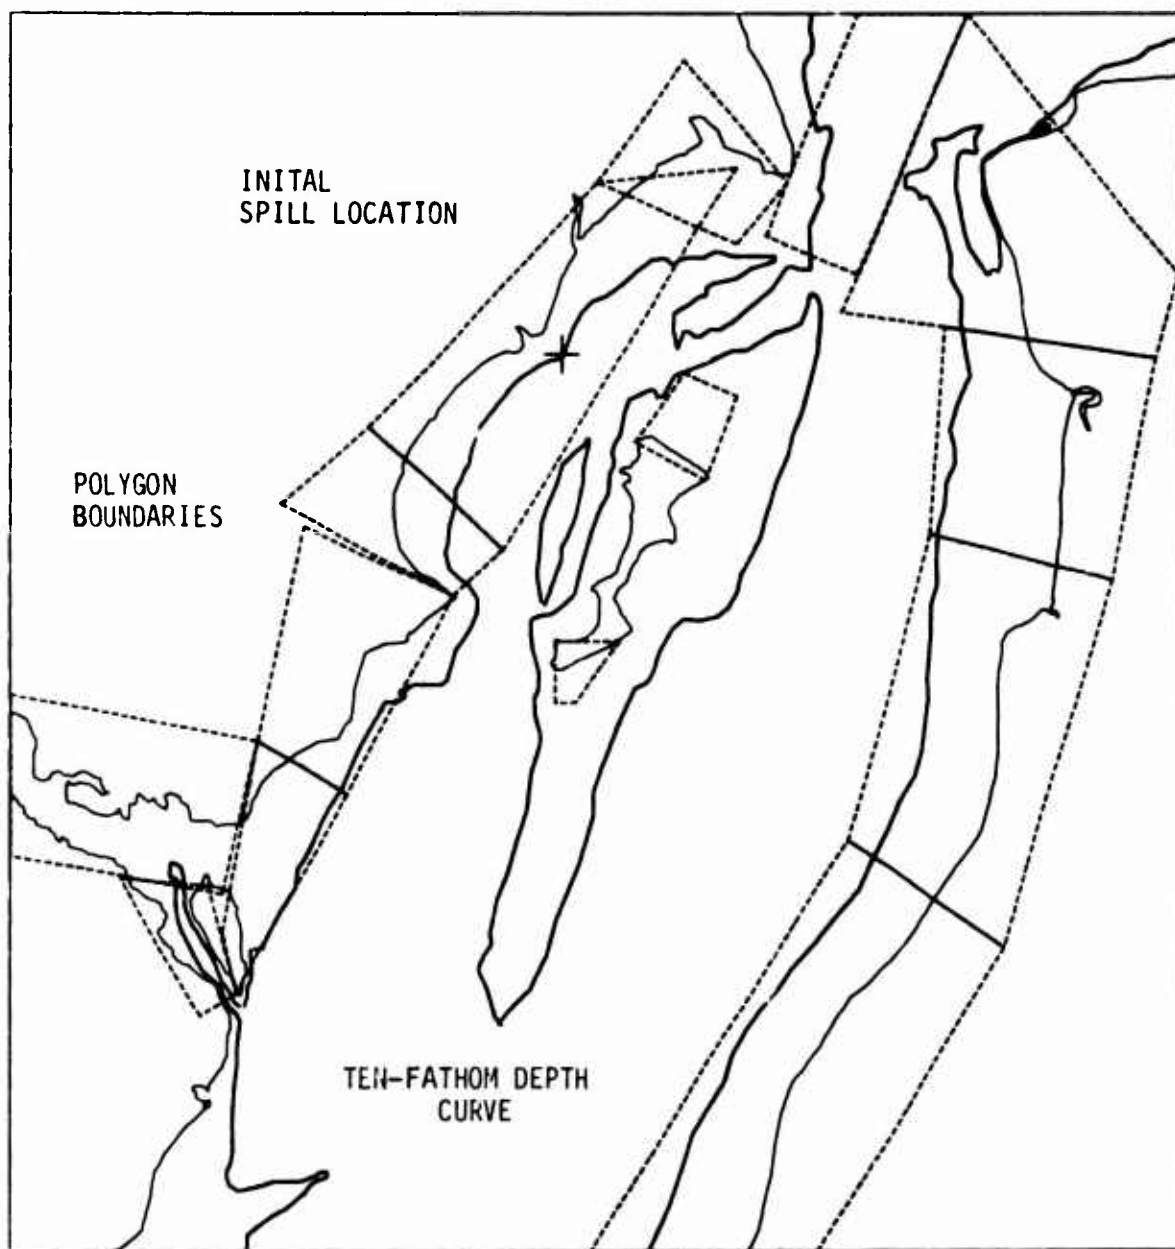 INITAL
SPILL LOCATION
POLYGON
BOUNDARIES
TEN-FATHOM DEPTH
CURVE